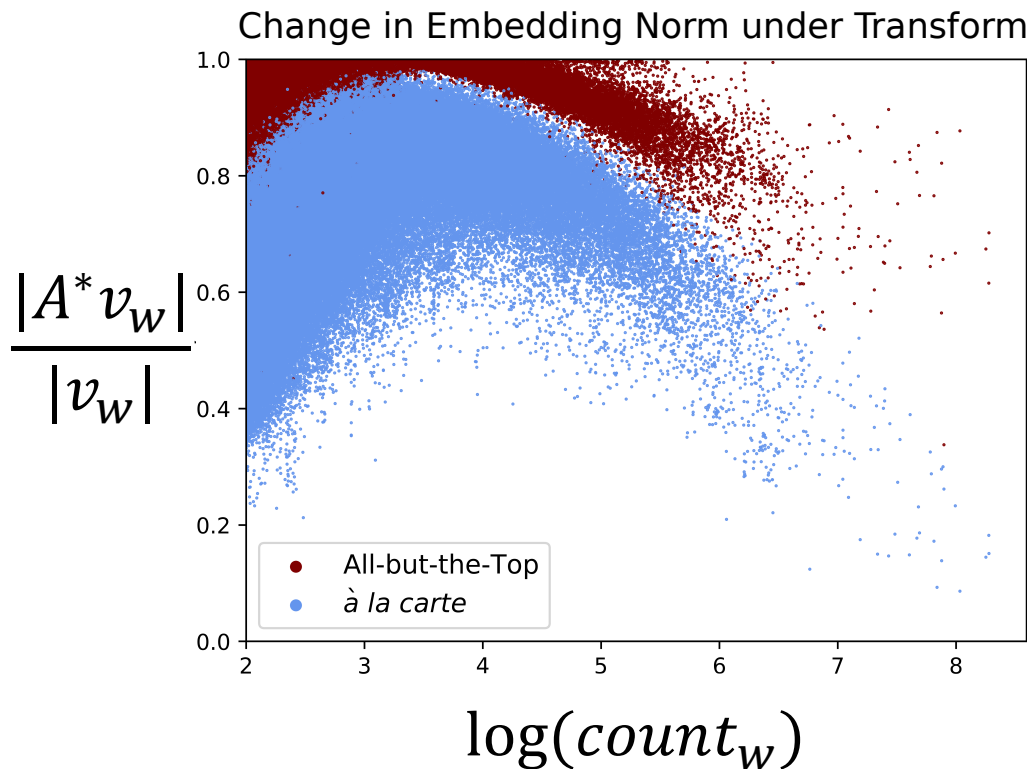 Change in Embedding Norm under Transform
|A*v_w|
|v_w|
1.0
0.8
0.6
0.4
0.2
0.0
All-but-the-Top
à la carte
2 3 4 5 6 7 8
log(count_w)